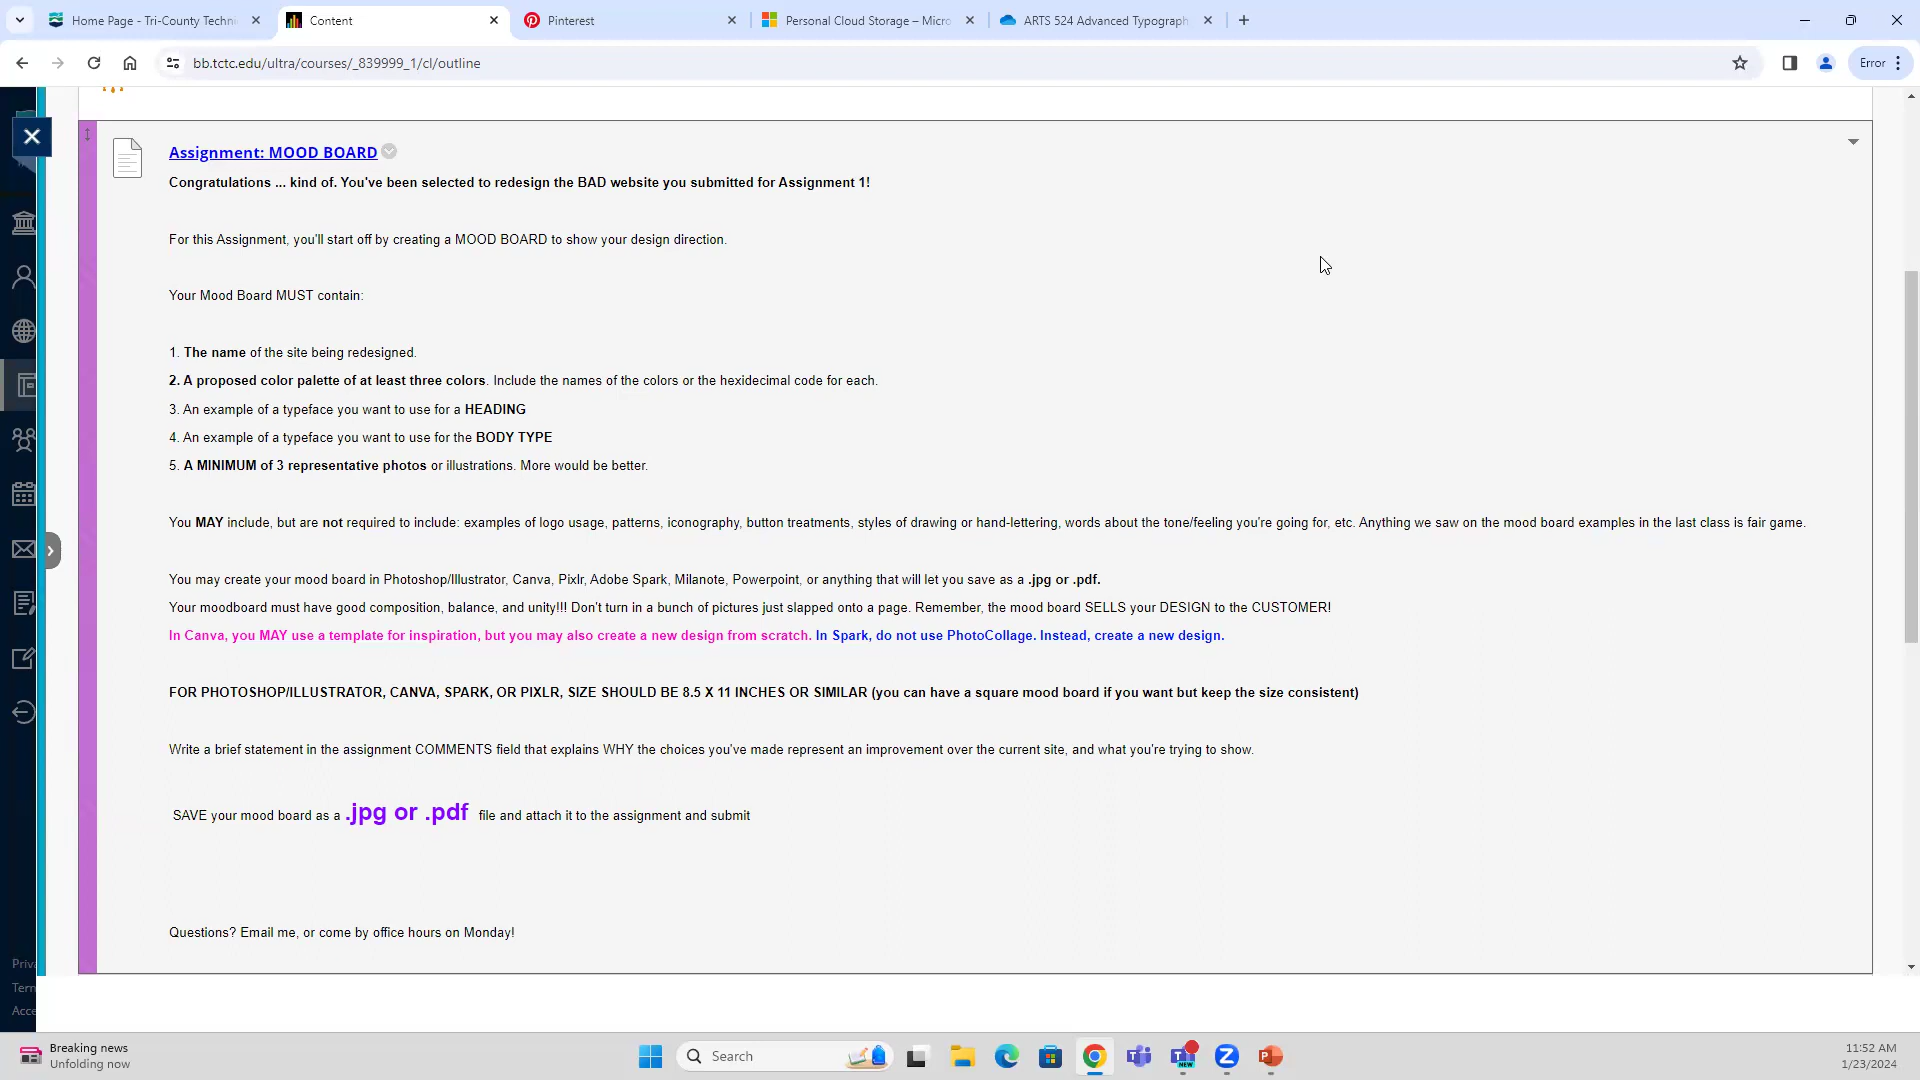 Home Page - Tri-County Techni
Content
Pinterest
Personal Cloud Storage – Micro
ARTS 524 Advanced Typograph
bb.tctc.edu/ultra/courses/_839999_1/cl/outline
Error
Assignment: MOOD BOARD
Congratulations ... kind of. You've been selected to redesign the BAD website you submitted for Assignment 1!
For this Assignment, you'll start off by creating a MOOD BOARD to show your design direction.
Your Mood Board MUST contain:
1. The name of the site being redesigned.
2. A proposed color palette of at least three colors. Include the names of the colors or the hexidecimal code for each.
3. An example of a typeface you want to use for a HEADING
4. An example of a typeface you want to use for the BODY TYPE
5. A MINIMUM of 3 representative photos or illustrations. More would be better.
You MAY include, but are not required to include: examples of logo usage, patterns, iconography, button treatments, styles of drawing or hand-lettering, words about the tone/feeling you're going for, etc. Anything we saw on the mood board examples in the last class is fair game.
You may create your mood board in Photoshop/Illustrator, Canva, Pixlr, Adobe Spark, Milanote, Powerpoint, or anything that will let you save as a .jpg or .pdf.
Your moodboard must have good composition, balance, and unity!!! Don't turn in a bunch of pictures just slapped onto a page. Remember, the mood board SELLS your DESIGN to the CUSTOMER!
In Canva, you MAY use a template for inspiration, but you may also create a new design from scratch. In Spark, do not use PhotoCollage. Instead, create a new design.
FOR PHOTOSHOP/ILLUSTRATOR, CANVA, SPARK, OR PIXLR, SIZE SHOULD BE 8.5 X 11 INCHES OR SIMILAR (you can have a square mood board if you want but keep the size consistent)
Write a brief statement in the assignment COMMENTS field that explains WHY the choices you've made represent an improvement over the current site, and what you're trying to show.
SAVE your mood board as a .jpg or .pdf file and attach it to the assignment and submit
Questions? Email me, or come by office hours on Monday!
Priva
Term
Acce
Breaking news
Unfolding now
Search
NEW
11:52 AM
1/23/2024